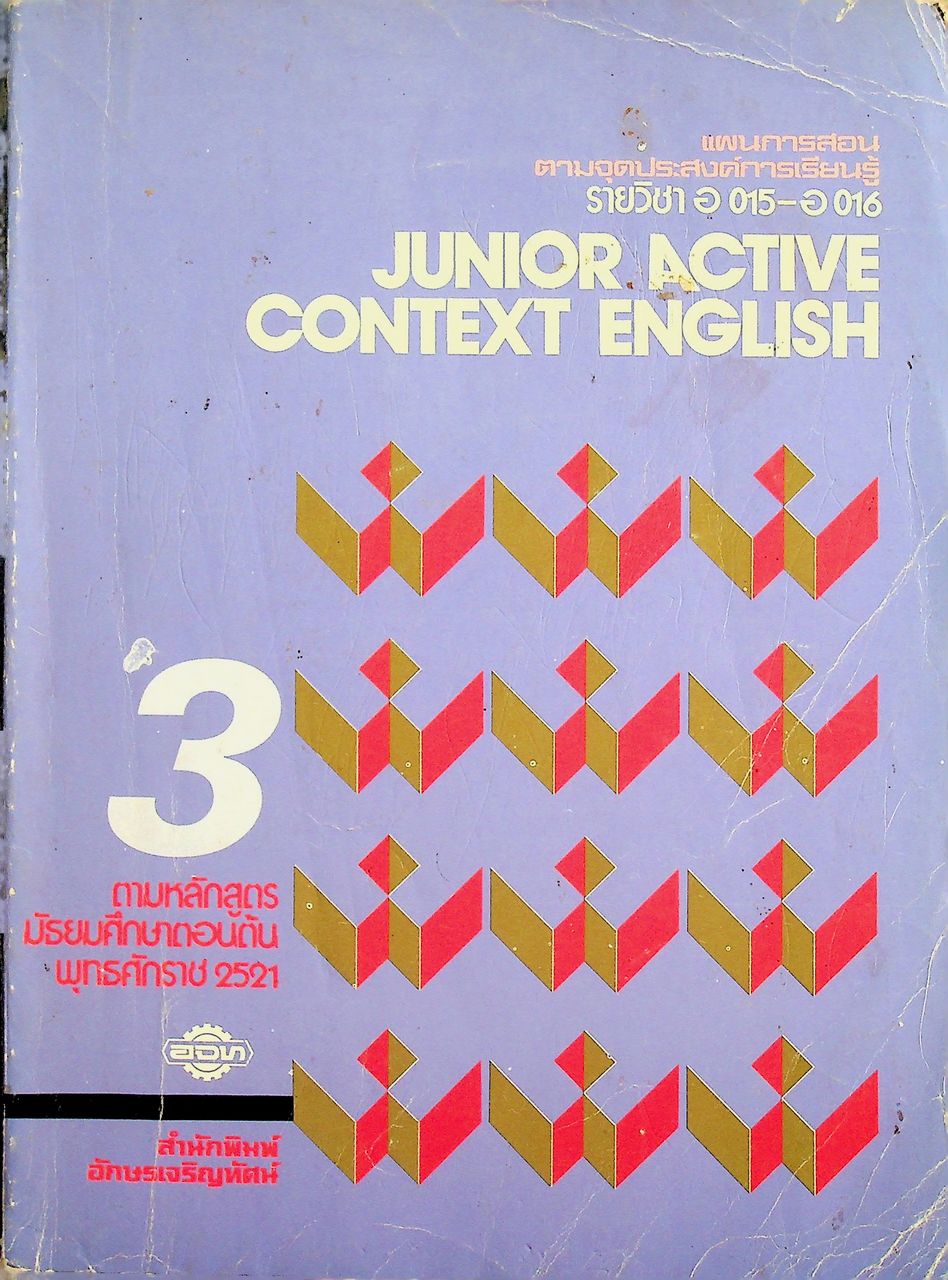 แผนการสอน
ตามจุดประสงค์การเรียนรู้
รายวิชา อ 015-อ 016
JUNIOR ACTIVE
CONTEXT ENGLISH
3
ตามหลักสูตร
มัธยมศึกษาตอนต้น
พุทธศักราช 2521
อจท
สำนักพิมพ์
อักษรเจริญทัศน์